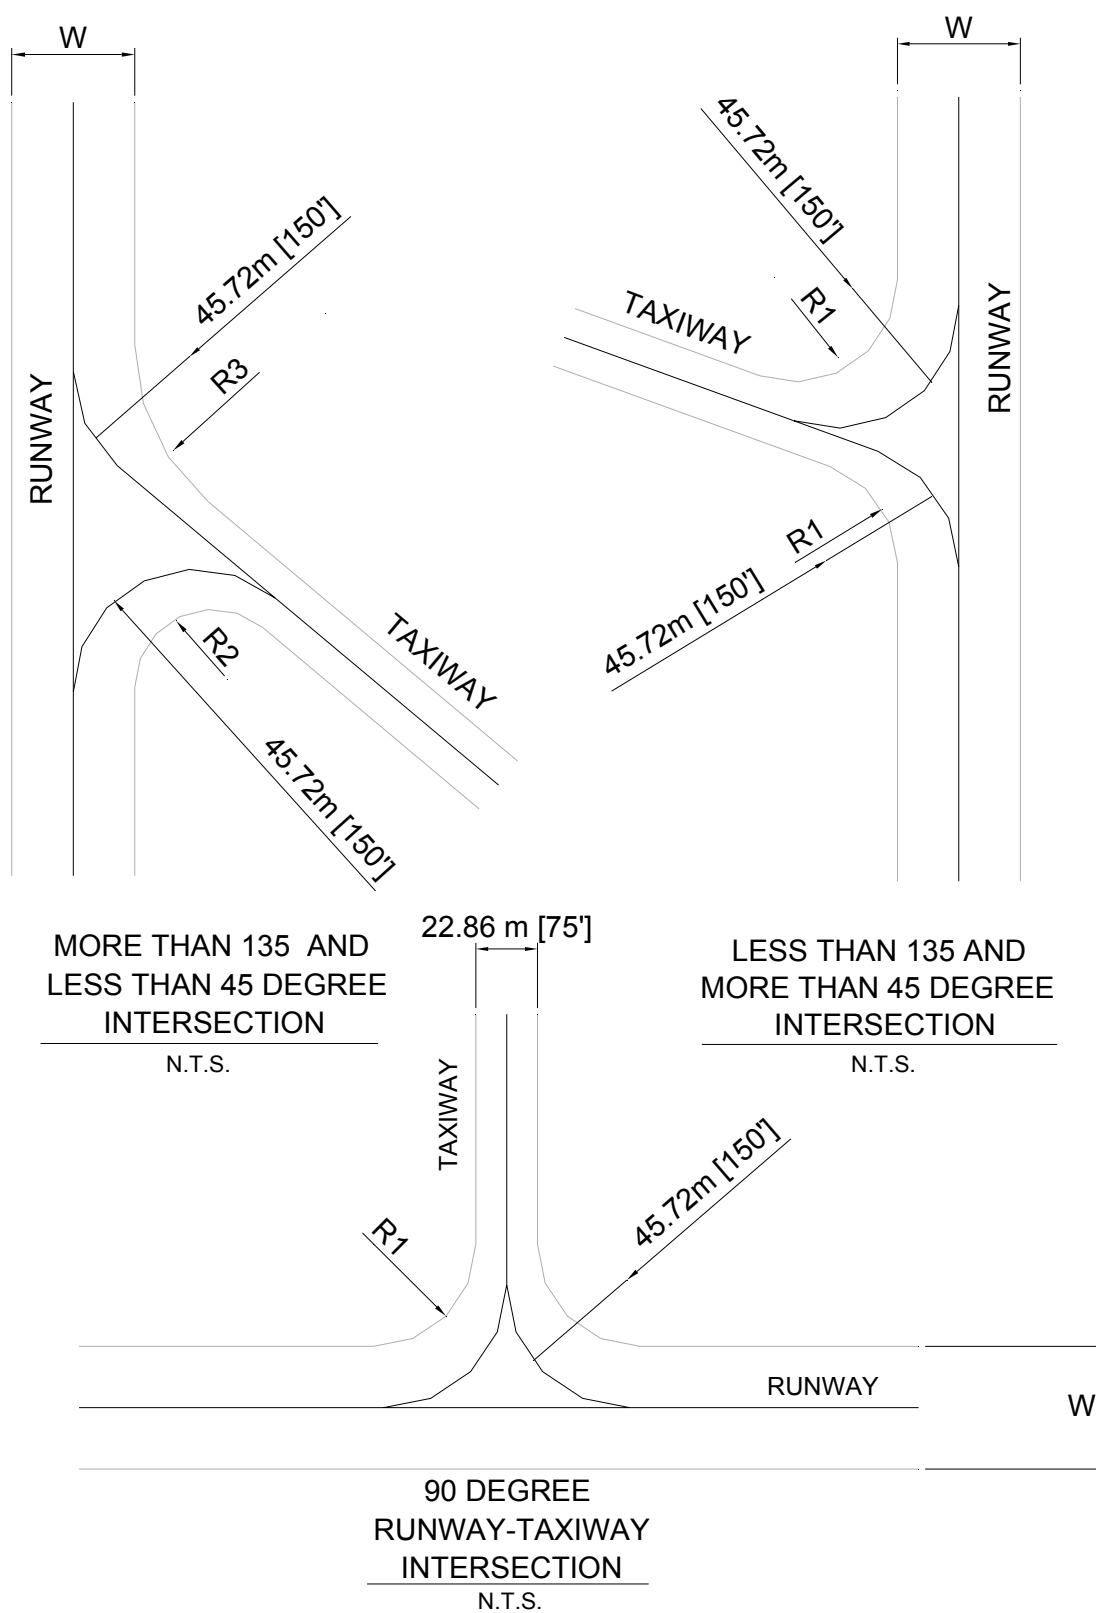 W
45.72m [150']
R3
RUNWAY
TAXIWAY
R2
45.72m [150']
MORE THAN 135 AND
LESS THAN 45 DEGREE
INTERSECTION
N.T.S.
W
45.72m [150']
R1
TAXIWAY
RUNWAY
R1
45.72m [150']
LESS THAN 135 AND
MORE THAN 45 DEGREE
INTERSECTION
N.T.S.
22.86 m [75']
TAXIWAY
R1
45.72m [150']
RUNWAY
W
90 DEGREE
RUNWAY-TAXIWAY
INTERSECTION
N.T.S.